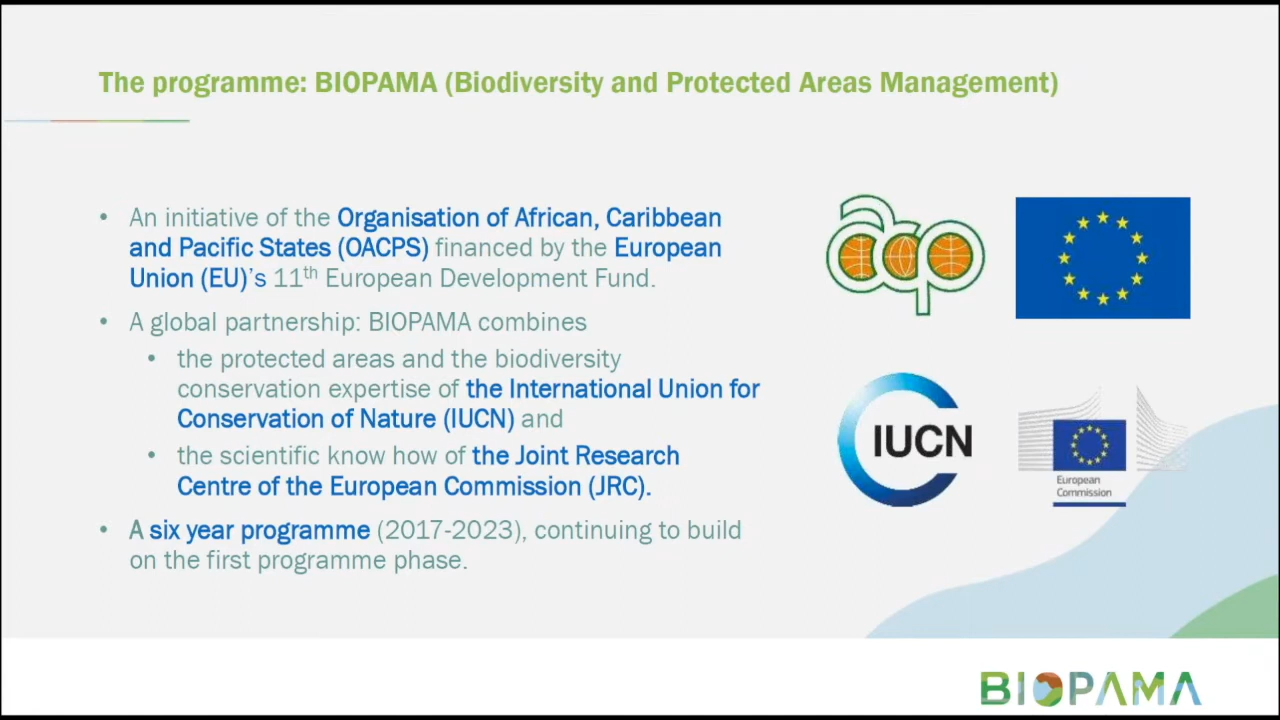 The programme: BIOPAMA (Biodiversity and Protected Areas Management)
• An initiative of the Organisation of African, Caribbean
and Pacific States (OACPS) financed by the European
Union (EU)’s 11th European Development Fund.
• A global partnership: BIOPAMA combines
• the protected areas and the biodiversity
conservation expertise of the International Union for
Conservation of Nature (IUCN) and
• the scientific know how of the Joint Research
Centre of the European Commission (JRC).
• A six year programme (2017-2023), continuing to build
on the first programme phase.
acp
IUCN
European
Commission
BIOPAMA